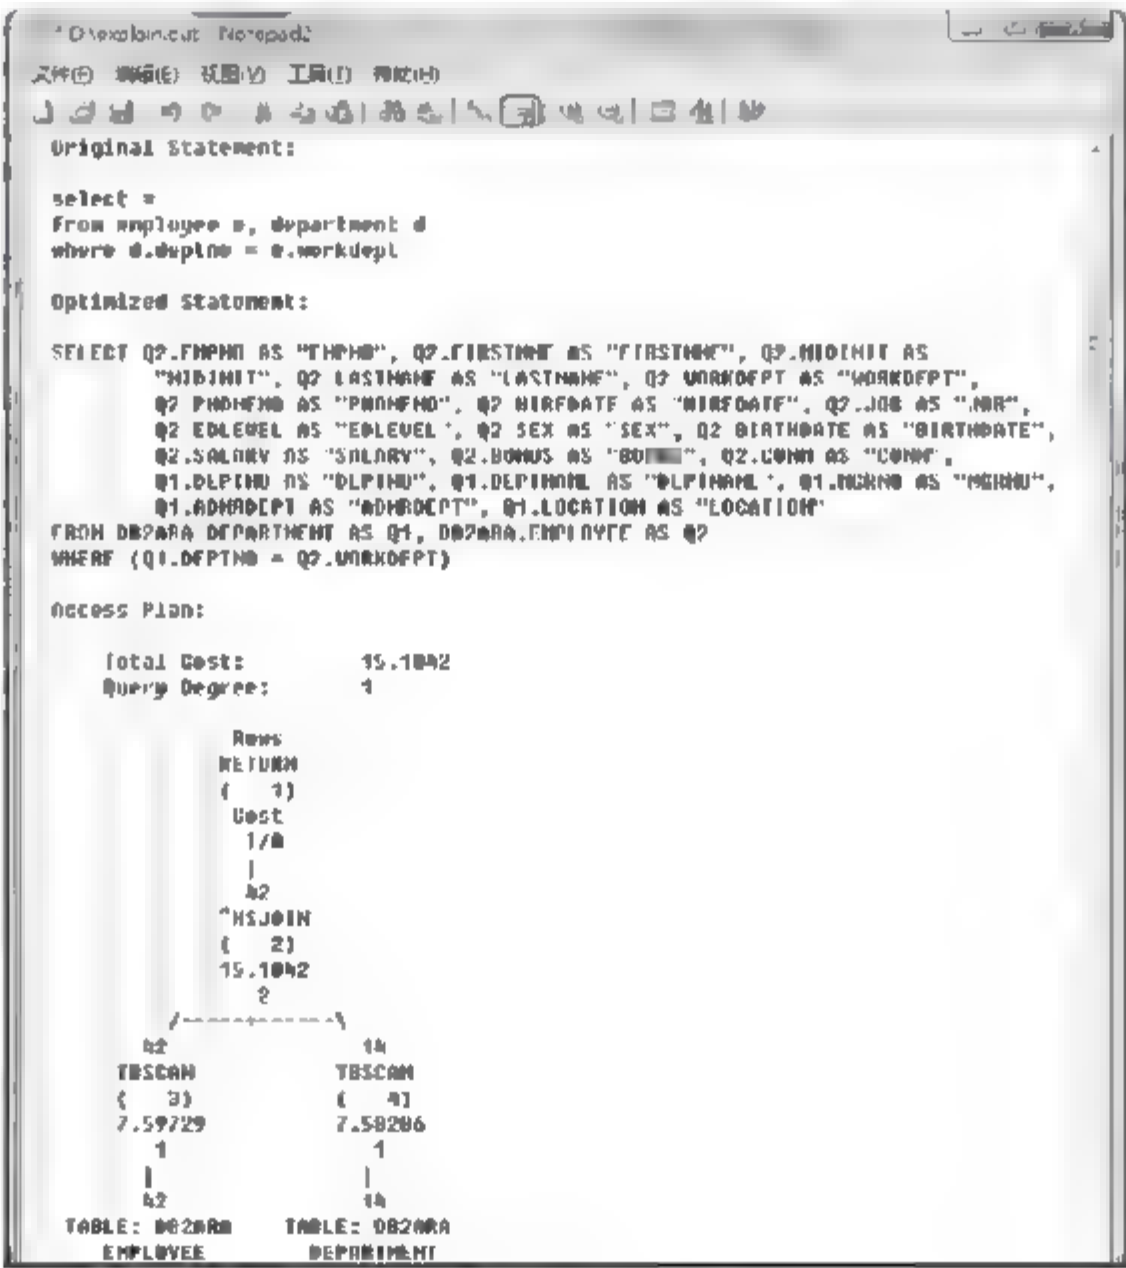 * D:\explain.out - Notepad2
文件(F) 编辑(E) 视图(V) 工具(T) 帮助(H)
Original Statement:
select *
from employee e, department d
where d.deptno = e.workdept
Optimized Statement:
SELECT Q2.EMPNO AS "EMPNO", Q2.FIRSTNME AS "FIRSTNME", Q2.MIDINIT AS
"MIDINIT", Q2.LASTNAME AS "LASTNAME", Q2.WORKDEPT AS "WORKDEPT",
Q2.PHONENO AS "PHONENO", Q2.HIREDATE AS "HIREDATE", Q2.JOB AS "JOB",
Q2.EDLEVEL AS "EDLEVEL", Q2.SEX AS "SEX", Q2.BIRTHDATE AS "BIRTHDATE",
Q2.SALARY AS "SALARY", Q2.BONUS AS Q2.COMM AS "COMM",
Q1.DEPTNO AS "DEPTNO", Q1.DEPTNAME AS "DEPTNAME", Q1.MGRNO AS "MGRNO",
Q1.ADMRDEPT AS "ADMRDEPT", Q1.LOCATION AS "LOCATION"
FROM DB2ARA.DEPARTMENT AS Q1, DB2ARA.EMPLOYEE AS Q2
WHERE (Q1.DEPTNO = Q2.WORKDEPT)
Access Plan:
Total Cost: 15.1842
Query Degree: 1
Rows
RETURN
( 1)
Cost
I/O
|
42
^HSJOIN
( 2)
15.1842
2
/------+------\
42 14
TBSCAN TBSCAN
( 3) ( 4)
7.59729 7.58286
1 1
| |
42 14
TABLE: DB2ARA TABLE: DB2ARA
EMPLOYEE DEPARTMENT